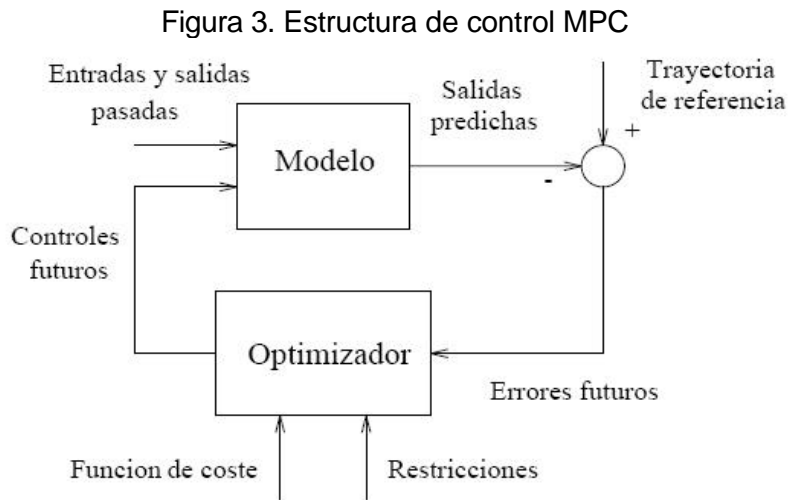 Figura 3. Estructura de control MPC
Entradas y salidas
pasadas
Salidas
predichas
Trayectoria
de referencia
+
-
Modelo
Controles
futuros
Optimizador
Errores futuros
Funcion de coste
Restricciones